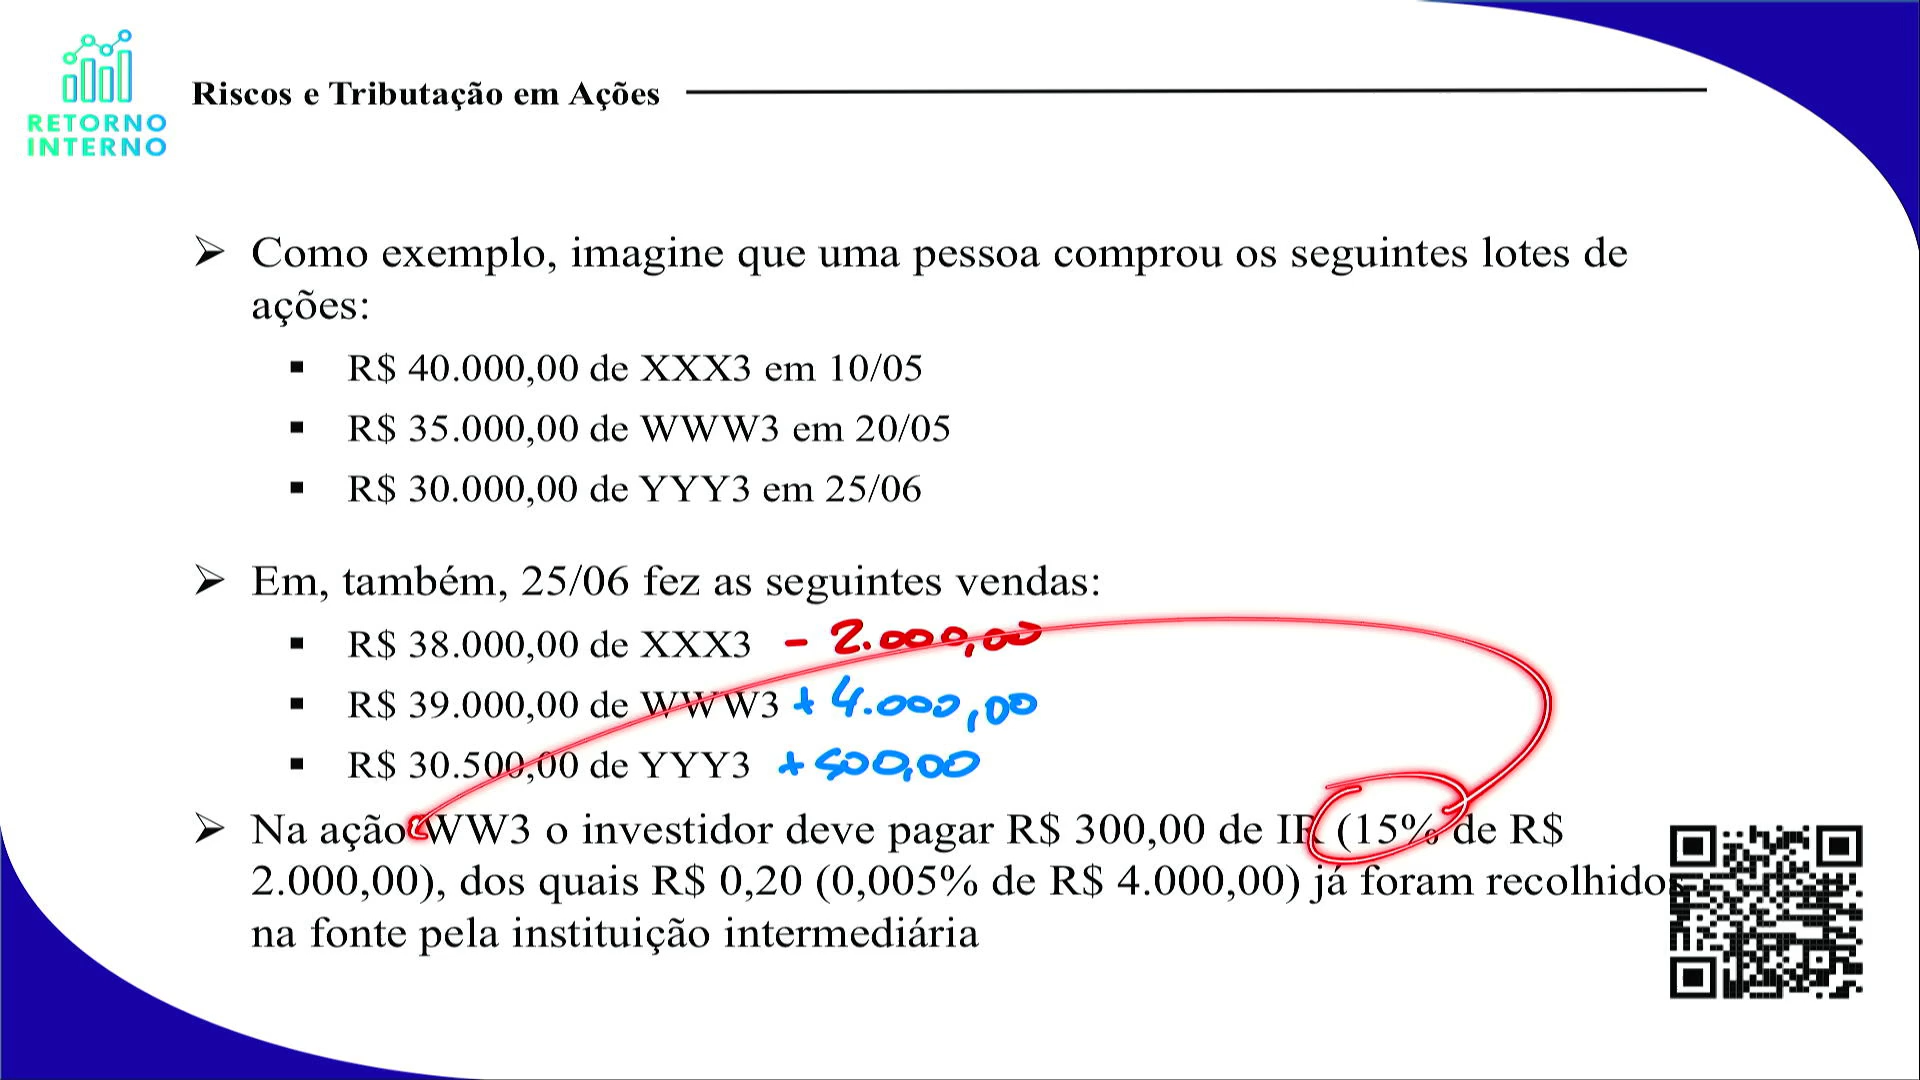 RETORNO
INTERNO
Riscos e Tributação em Ações
Como exemplo, imagine que uma pessoa comprou os seguintes lotes de
ações:
R$ 40.000,00 de XXX3 em 10/05
R$ 35.000,00 de WWW3 em 20/05
R$ 30.000,00 de YYY3 em 25/06
Em, também, 25/06 fez as seguintes vendas:
R$ 38.000,00 de XXX3 - 2.000,00
R$ 39.000,00 de WWW3 + 4.000,00
R$ 30.500,00 de YYY3 + 500,00
Na ação WW3 o investidor deve pagar R$ 300,00 de IR (15% de R$
2.000,00), dos quais R$ 0,20 (0,005% de R$ 4.000,00) já foram recolhidos
na fonte pela instituição intermediária